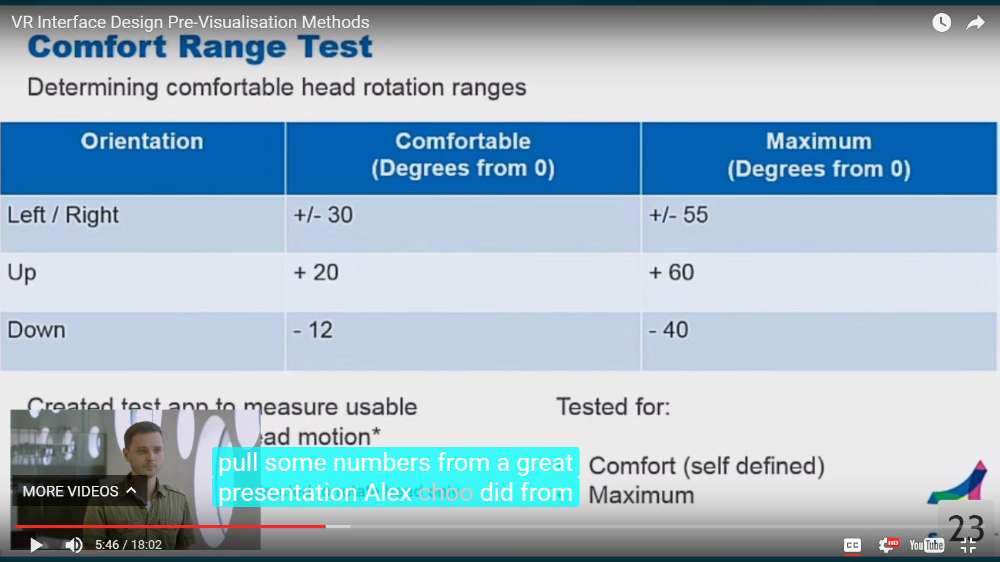 VR Interface Design Pre-Visualisation Methods
Comfort Range Test
Determining comfortable head rotation ranges
Orientation
Comfortable
(Degrees from 0)
Maximum
(Degrees from 0)
Left / Right
+/- 30
+/- 55
Up
+ 20
+ 60
Down
- 12
- 40
Created test app to measure usable
ad motion*
Tested for:
Comfort (self defined)
Maximum
pull some numbers from a great
presentation Alex choo did from
MORE VIDEOS
23
5:46 / 18:02
CC
HD
YouTube